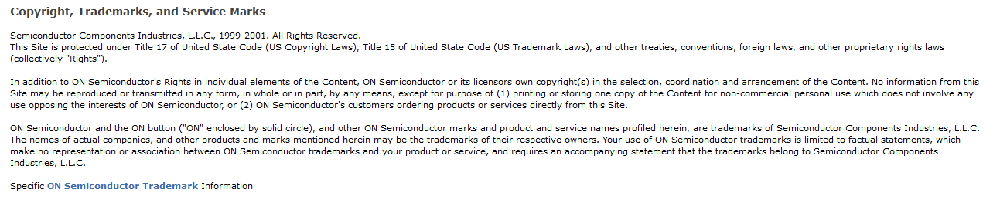 Copyright, Trademarks, and Service Marks
Semiconductor Components Industries, L.L.C., 1999-2001. All Rights Reserved.
This Site is protected under Title 17 of United State Code (US Copyright Laws), Title 15 of United State Code (US Trademark Laws), and other treaties, conventions, foreign laws, and other proprietary rights laws
(collectively "Rights").
In addition to ON Semiconductor's Rights in individual elements of the Content, ON Semiconductor or its licensors own copyright(s) in the selection, coordination and arrangement of the Content. No information from this
Site may be reproduced or transmitted in any form, in whole or in part, by any means, except for purpose of (1) printing or storing one copy of the Content for non-commercial personal use which does not involve any
use opposing the interests of ON Semiconductor, or (2) ON Semiconductor's customers ordering products or services directly from this Site.
ON Semiconductor and the ON button ("ON" enclosed by solid circle), and other ON Semiconductor marks and product and service names profiled herein, are trademarks of Semiconductor Components Industries, L.L.C.
The names of actual companies, and other products and marks mentioned herein may be the trademarks of their respective owners. Your use of ON Semiconductor trademarks is limited to factual statements, which
make no representation or association between ON Semiconductor trademarks and your product or service, and requires an accompanying statement that the trademarks belong to Semiconductor Components
Industries, L.L.C.
Specific ON Semiconductor Trademark Information